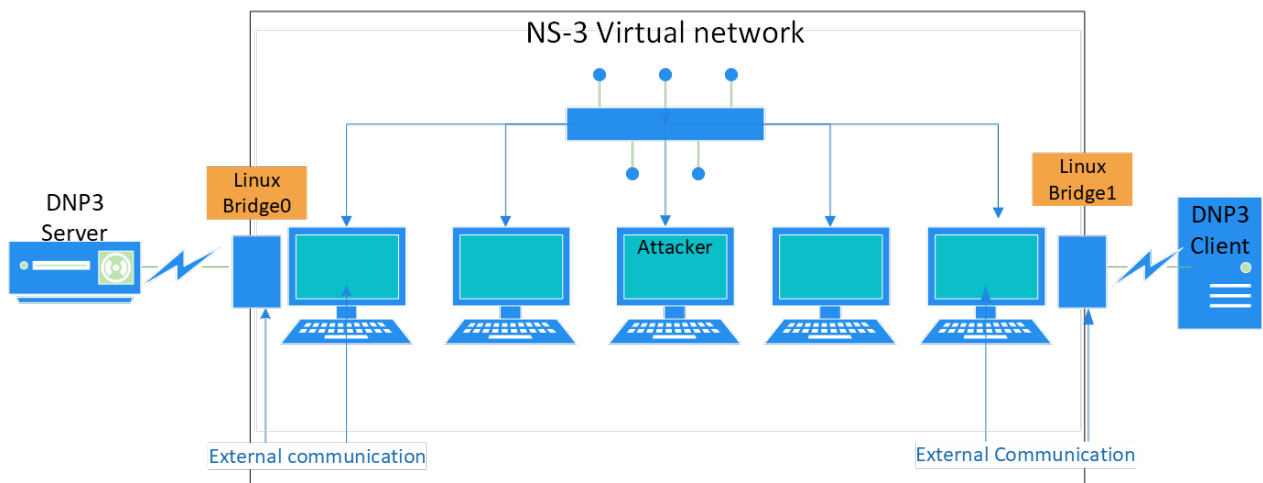 NS-3 Virtual network
Linux
Bridge0
Linux
Bridge1
DNP3
Server
DNP3
Client
Attacker
External communication
External Communication